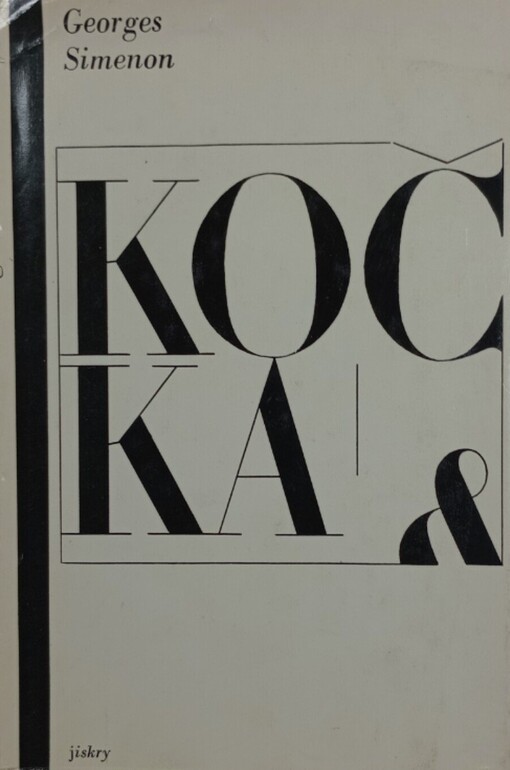 Georges
Simenon
KOČ
KA &
jiskry